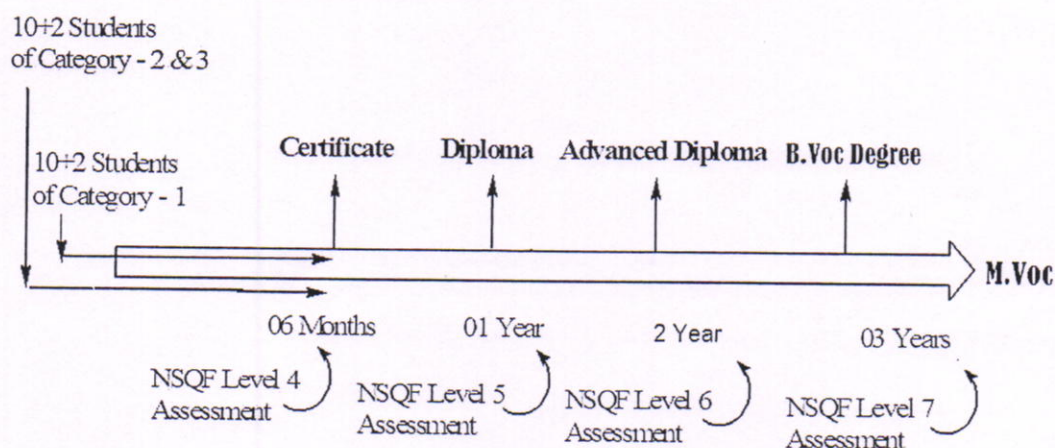 10+2 Students
of Category - 2 & 3
10+2 Students
of Category - 1
Certificate
Diploma
Advanced Diploma
B.Voc Degree
M.Voc
06 Months
01 Year
2 Year
03 Years
NSQF Level 4
Assessment
NSQF Level 5
Assessment
NSQF Level 6
Assessment
NSQF Level 7
Assessment